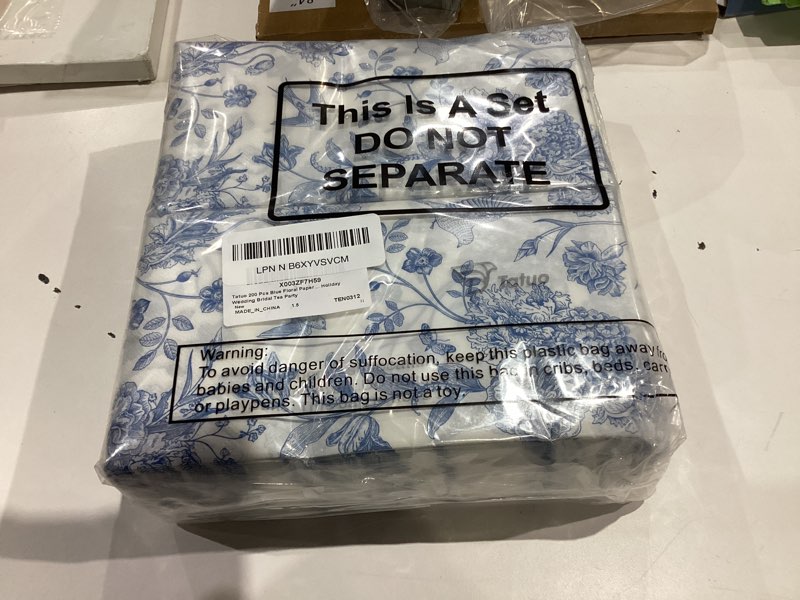 This Is A Set
DO NOT
SEPARATE
LPN N B6XYVSVCM
X003ZF7H59
Tatuo 200 Pcs Blue Floral Paper ... Holiday
Wedding Bridal Tea Party
New
MADE_IN_CHINA 1.5 TEN0312
Tatuo
Warning:
To avoid danger of suffocation, keep this plastic bag away
babies and children. Do not use this bag in cribs, beds,
or playpens. This bag is not a toy.